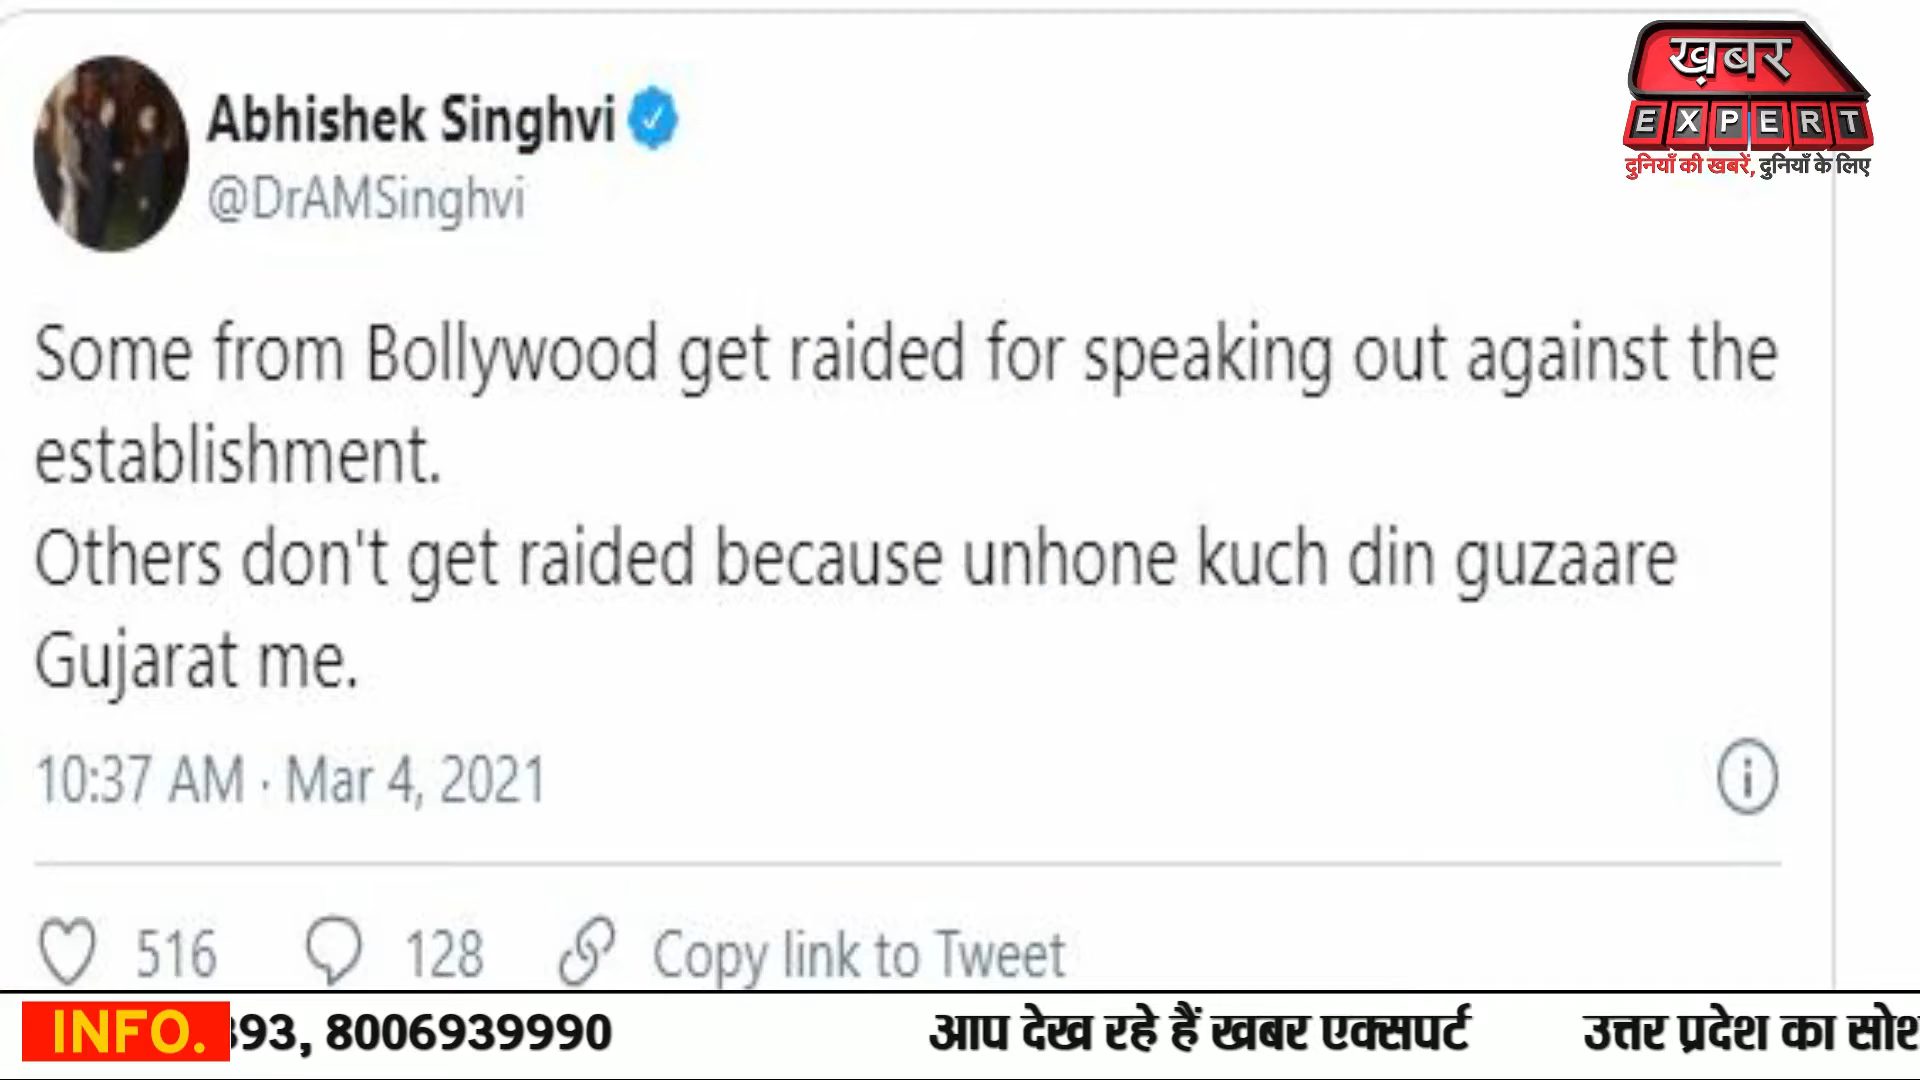 Abhishek Singhvi
@DrAMSinghvi
ख़बर
EXPERT
दुनियाँ की खबरें, दुनियाँ के लिए
Some from Bollywood get raided for speaking out against the
establishment.
Others don't get raided because unhone kuch din guzaare
Gujarat me.
10:37 AM · Mar 4, 2021
516 128 Copy link to Tweet
INFO. 393, 8006939990 आप देख रहे हैं खबर एक्सपर्ट उत्तर प्रदेश का